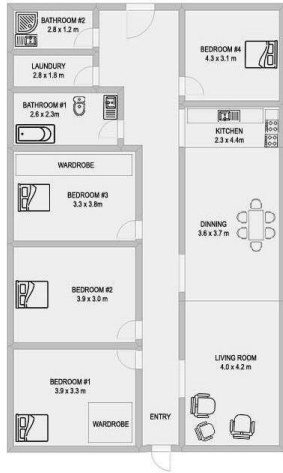 BATHROOM #2
2.8 x 1.2 m
BEDROOM #4
4.3 x 3.1 m
LAUNDURY
2.8 x 1.8 m
BATHROOM #1
2.6 x 2.3m
KITCHEN
2.3 x 4.4m
WARDROBE
BEDROOM #3
3.3 x 3.8m
DINNING
3.6 x 3.7 m
BEDROOM #2
3.9 x 3.0 m
LIVING ROOM
4.0 x 4.2 m
BEDROOM #1
3.9 x 3.3 m
WARDROBE
ENTRY